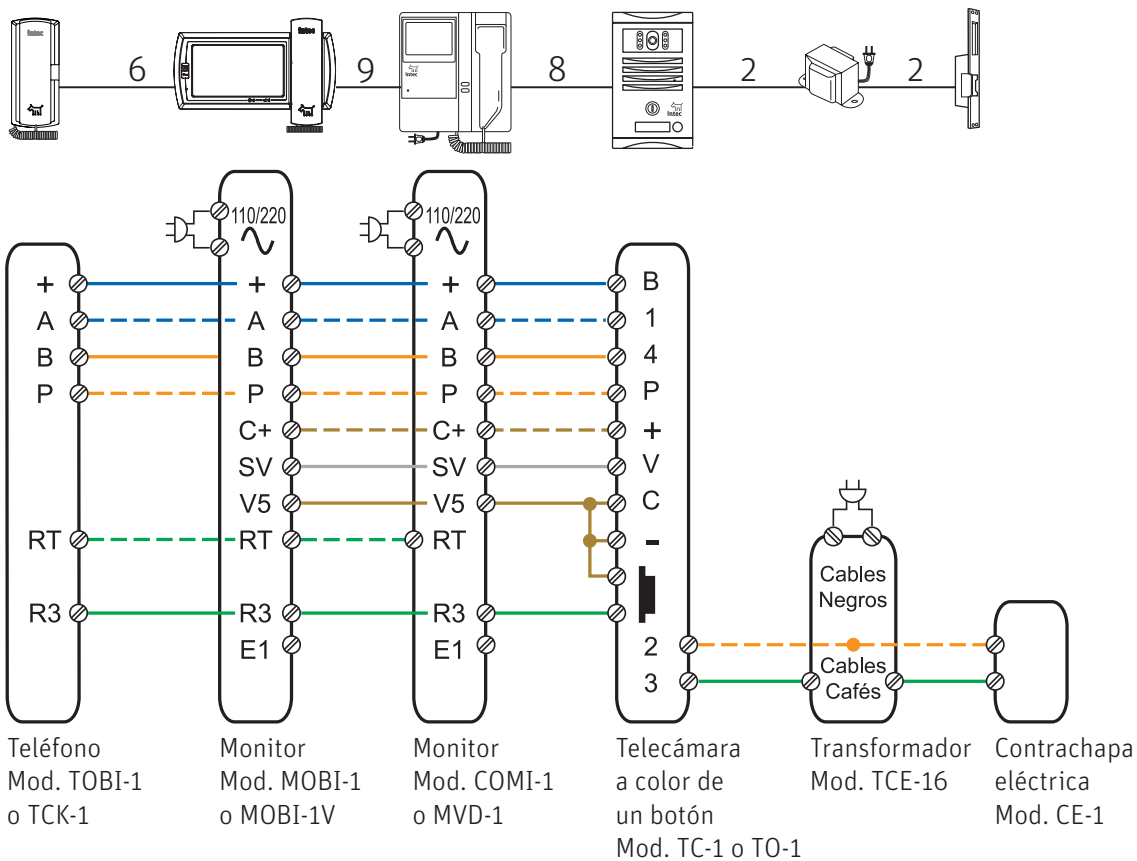 intec
intec
intec
intec
6
9
8
2
2
110/220
110/220
+
+
+
B
A
A
A
1
B
B
B
4
P
P
P
P
C+
C+
+
SV
SV
V
V5
V5
C
RT
RT
RT
-
R3
R3
R3
E1
E1
2
3
Cables
Negros
Cables
Cafés
Teléfono
Mod. TOBI-1
o TCK-1
Monitor
Mod. MOBI-1
o MOBI-1V
Monitor
Mod. COMI-1
o MVD-1
Telecámara
a color de
un botón
Mod. TC-1 o TO-1
Transformador
Mod. TCE-16
Contrachapa
eléctrica
Mod. CE-1